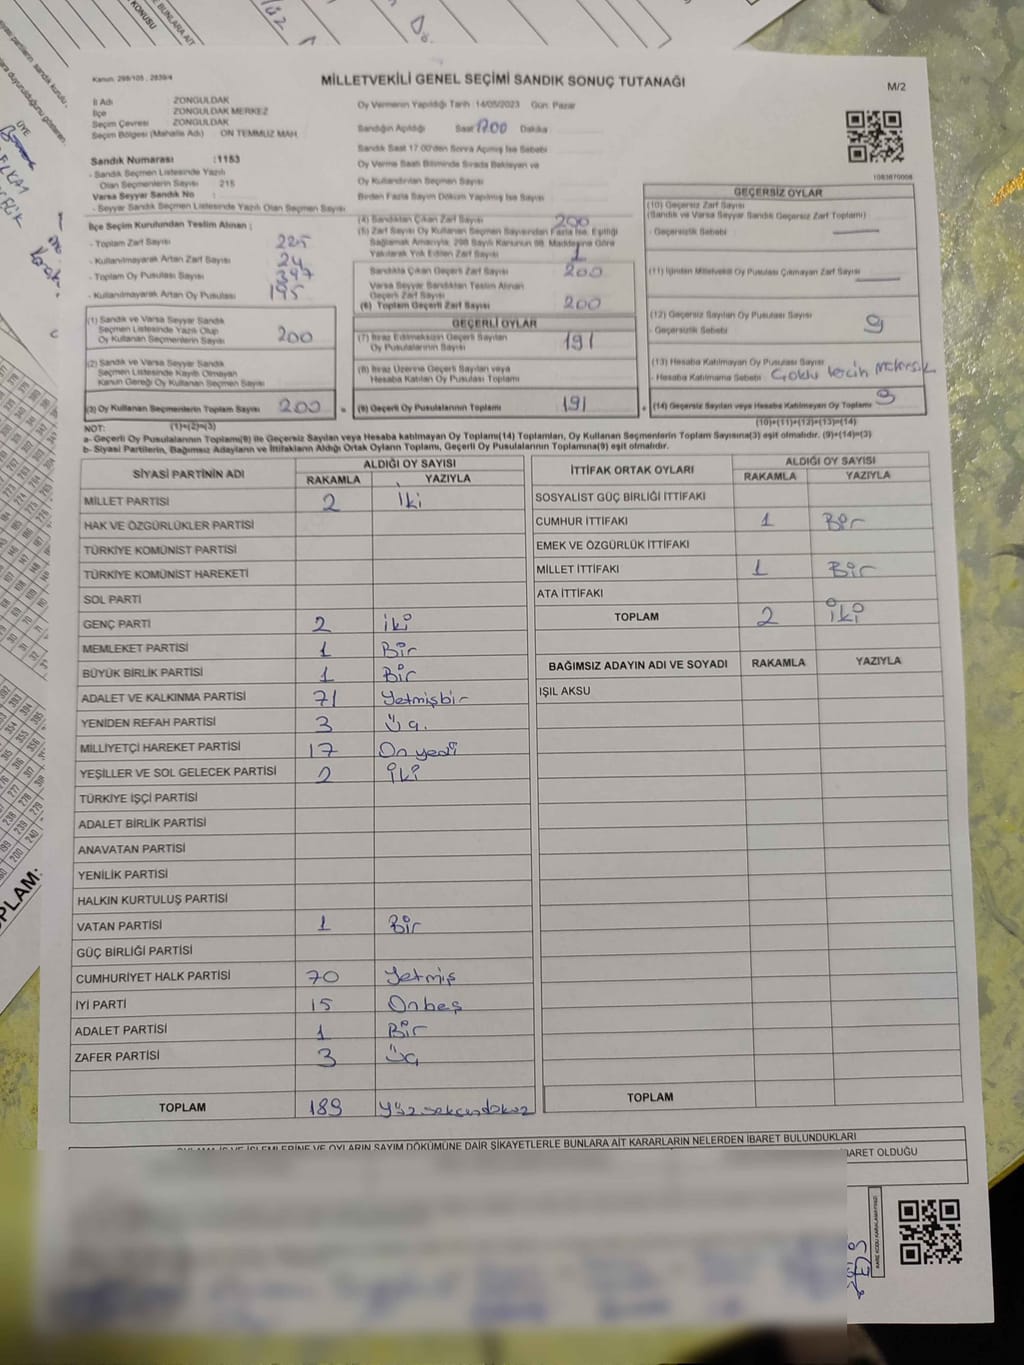 Kanun: 298/105 , 2839/4
MİLLETVEKİLİ GENEL SEÇİMİ SANDIK SONUÇ TUTANAĞI
M/2
İl Adı : ZONGULDAK
İlçe : ZONGULDAK MERKEZ
Seçim Çevresi : ZONGULDAK
Seçim Bölgesi (Mahalle Adı) : ON TEMMUZ MAH.
Sandık Numarası :1153
- Sandık Seçmen Listesinde Yazılı
Olan Seçmenlerin Sayısı : 215
Varsa Seyyar Sandık No :
- Seyyar Sandık Seçmen Listesinde Yazılı Olan Seçmen Sayısı
Oy Vermenin Yapıldığı Tarih :14/05/2023 Gün: Pazar
Sandığın Açıldığı Saat 17.00 Dakika
Sandık Saat 17.00'den Sonra Açılmış İse Sebebi
Oy Verme Saati Bitiminde Sırada Bekleyen ve
Oy Kullandırılan Seçmen Sayısı
Birden Fazla Sayım Döküm Yapılmış İse Sayısı
1083870008
İlçe Seçim Kurulundan Teslim Alınan :
- Toplam Zarf Sayısı 225
- Kullanılmayarak Artan Zarf Sayısı 24
- Toplam Oy Pusulası Sayısı 397
- Kullanılmayarak Artan Oy Pusulası 195
(4) Sandıktan Çıkan Zarf Sayısı 200
(5) Zarf Sayısı Oy Kullanan Seçmen Sayısından Fazla İse, Eşitliği
Sağlamak Amacıyla, 298 Sayılı Kanunun 98. Maddesine Göre
Yakılarak Yok Edilen Zarf Sayısı 1
Sandıkta Çıkan Geçerli Zarf Sayısı 200
Varsa Seyyar Sandıktan Teslim Alınan
Geçerli Zarf Sayısı
(6) Toplam Geçerli Zarf Sayısı 200
GEÇERSİZ OYLAR
(10) Geçersiz Zarf Sayısı
(Sandık ve Varsa Seyyar Sandık Geçersiz Zarf Toplamı)
- Geçersizlik Sebebi
(11) İçinden Milletvekili Oy Pusulası Çıkmayan Zarf Sayısı
(12) Geçersiz Sayılan Oy Pusulası Sayısı 9
- Geçersizlik Sebebi
(13) Hesaba Katılmayan Oy Pusulası Sayısı
- Hesaba Katılmama Sebebi
(14) Geçersiz Sayılan veya Hesaba Katılmayan Oy Toplamı 9
(10)+(11)+(12)+(13)=(14)
(1) Sandık ve Varsa Seyyar Sandık
Seçmen Listesinde Yazılı Olup
Oy Kullanan Seçmenlerin Sayısı 200
(2) Sandık ve Varsa Seyyar Sandık
Seçmen Listesinde Kayıtlı Olmayan
Kanun Gereği Oy Kullanan Seçmen Sayısı
(3) Oy Kullanan Seçmenlerin Toplam Sayısı 200
(1)+(2)=(3)
GEÇERLİ OYLAR
(7) İtiraz Edilmeksizin Geçerli Sayılan
Oy Pusulalarının Sayısı 191
(8) İtiraz Üzerine Geçerli Sayılan veya
Hesaba Katılan Oy Pusulası Toplamı
(9) Geçerli Oy Pusulalarının Toplamı 191
NOT:
a- Geçerli Oy Pusulalarının Toplamı(9) ile Geçersiz Sayılan veya Hesaba katılmayan Oy Toplamı(14) Toplamları, Oy Kullanan Seçmenlerin Toplam Sayısına(3) eşit olmalıdır. (9)+(14)=(3)
b- Siyasi Partilerin, Bağımsız Adayların ve İttifakların Aldığı Ortak Oyların Toplamı, Geçerli Oy Pusulalarının Toplamına(9) eşit olmalıdır.
SİYASİ PARTİNİN ADI ALDIĞI OY SAYISI
RAKAMLA YAZIYLA
MİLLET PARTİSİ 2 İki
HAK VE ÖZGÜRLÜKLER PARTİSİ
TÜRKİYE KOMÜNİST PARTİSİ
TÜRKİYE KOMÜNİST HAREKETİ
SOL PARTİ
GENÇ PARTİ 2 İki
MEMLEKET PARTİSİ 1 Bir
BÜYÜK BİRLİK PARTİSİ 1 Bir
ADALET VE KALKINMA PARTİSİ 71 Yetmişbir
YENİDEN REFAH PARTİSİ 3 Üç.
MİLLİYETÇİ HAREKET PARTİSİ 17 On yedi
YEŞİLLER VE SOL GELECEK PARTİSİ 2 İki
TÜRKİYE İŞÇİ PARTİSİ
ADALET BİRLİK PARTİSİ
ANAVATAN PARTİSİ
YENİLİK PARTİSİ
HALKIN KURTULUŞ PARTİSİ
VATAN PARTİSİ 1 Bir
GÜÇ BİRLİĞİ PARTİSİ
CUMHURİYET HALK PARTİSİ 70 Yetmiş
İYİ PARTİ 15 Onbeş
ADALET PARTİSİ 1 Bir
ZAFER PARTİSİ 3 Üç
TOPLAM 189 Yüzseksendokuz
İTTİFAK ORTAK OYLARI ALDIĞI OY SAYISI
RAKAMLA YAZIYLA
SOSYALİST GÜÇ BİRLİĞİ İTTİFAKI
CUMHUR İTTİFAKI 1 Bir
EMEK VE ÖZGÜRLÜK İTTİFAKI
MİLLET İTTİFAKI 1 Bir
ATA İTTİFAKI
TOPLAM 2 İki
BAĞIMSIZ ADAYIN ADI VE SOYADI RAKAMLA YAZIYLA
IŞIL AKSU
TOPLAM
İŞLEMLERİNE VE OYLARIN SAYIM DÖKÜMÜNE DAİR ŞİKAYETLERLE BUNLARA AİT KARARLARIN NELERDEN İBARET BULUNDUKLARI
İBARET OLDUĞU
KARE KODU KARALAMAYINIZ!